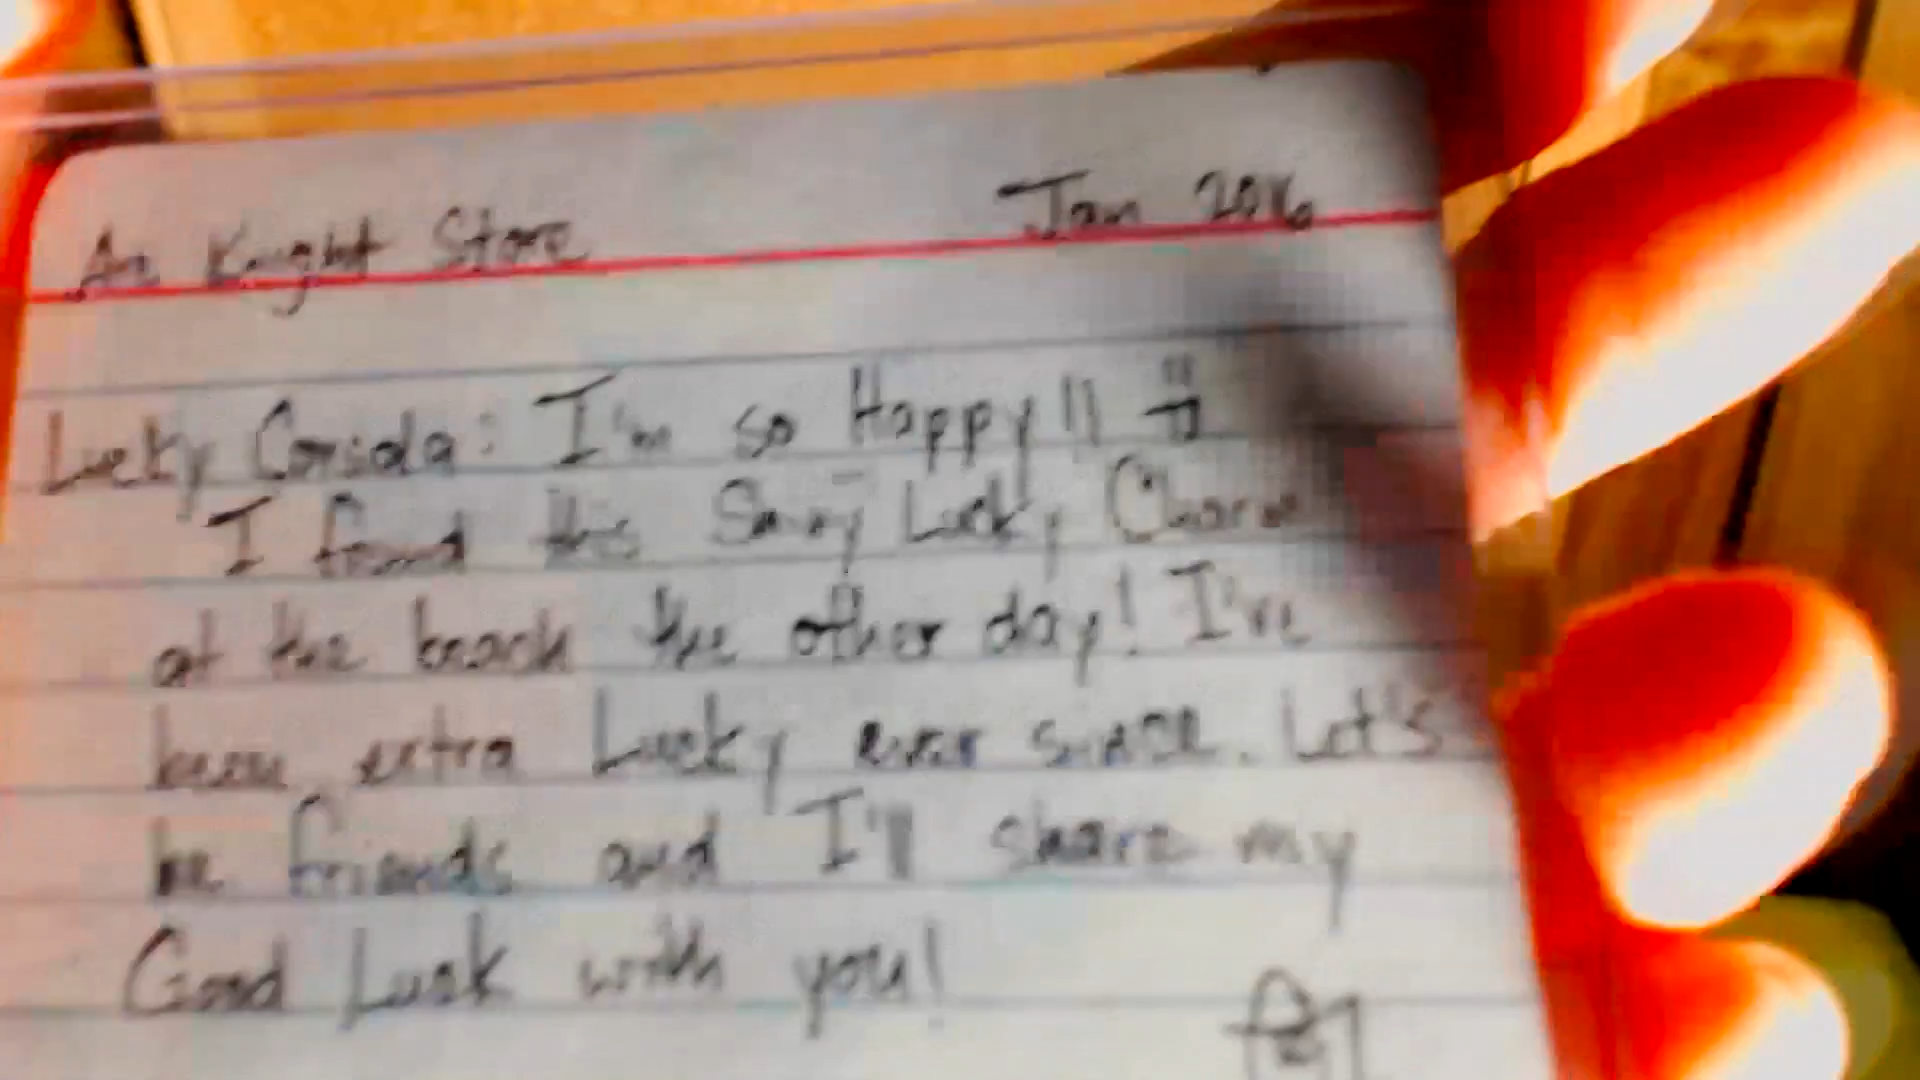 Knight Store Jan 2016
Lucky : I'm so Happy!!
I found this Lucky Charm
at the beach the other day! I've
been extra Lucky ever since. Let's
be friends and I'll share my
Good Luck with you!